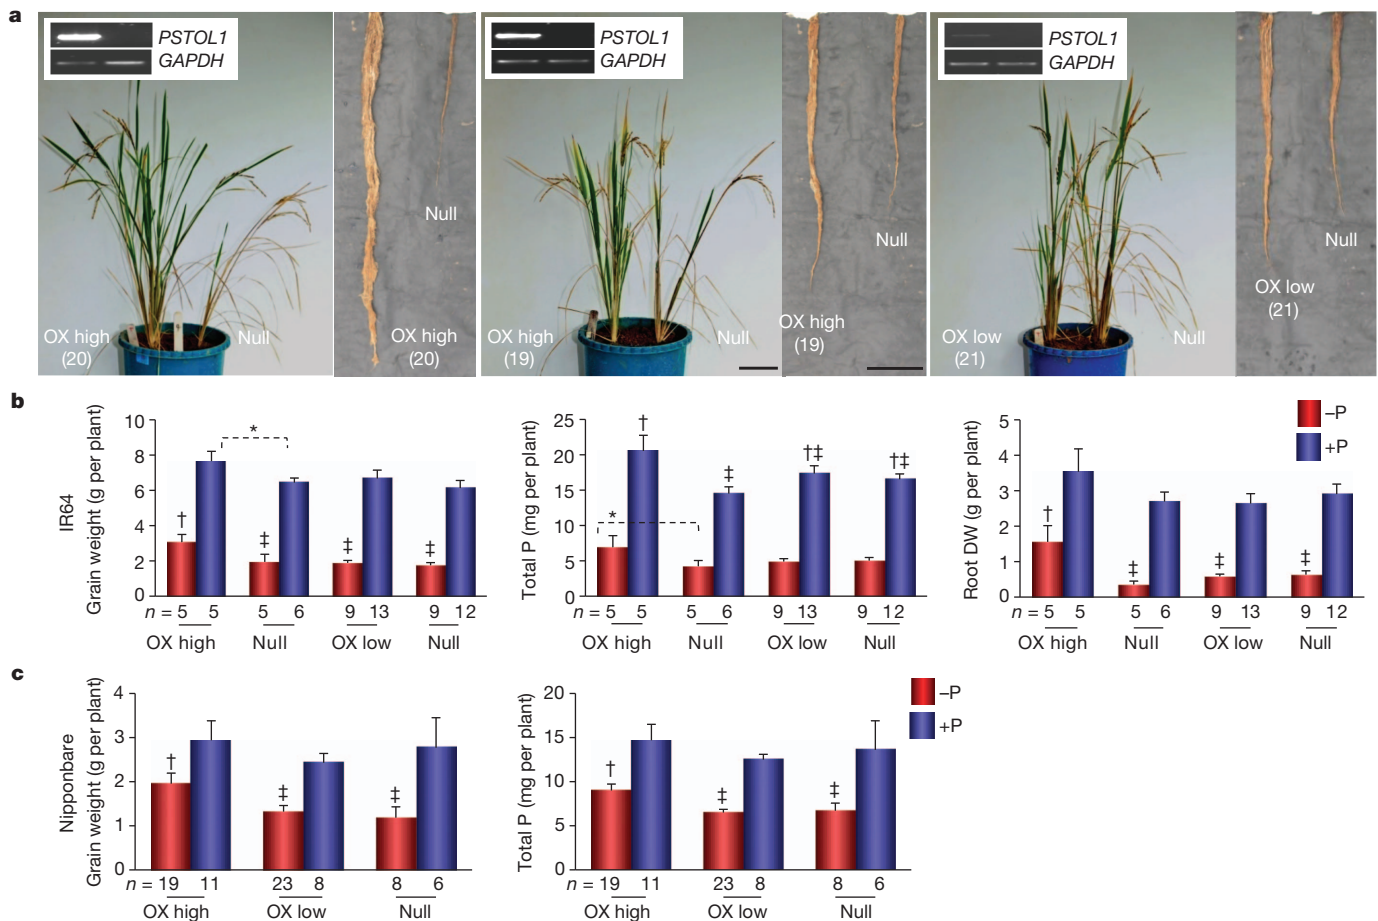 a
PSTOL1
GAPDH
OX high
(20)
Null
Null
OX high
(20)
PSTOL1
GAPDH
OX high
(19)
Null
Null
OX high
(19)
PSTOL1
GAPDH
OX low
(21)
Null
Null
OX low
(21)
b
IR64
Grain weight (g per plant)
10
8
6
4
2
0
*
†
‡
‡
‡
n = 5 5 5 6 9 13 9 12
OX high Null OX low Null
Total P (mg per plant)
25
20
15
10
5
0
*
†
‡
†‡
†‡
n = 5 5 5 6 9 13 9 12
OX high Null OX low Null
Root DW (g per plant)
5
4
3
2
1
0
†
‡
‡
‡
n = 5 5 5 6 9 13 9 12
OX high Null OX low Null
–P
+P
c
Nipponbare
Grain weight (g per plant)
4
3
2
1
0
†
‡
‡
n = 19 11 23 8 8 6
OX high OX low Null
Total P (mg per plant)
20
15
10
5
0
†
‡
‡
n = 19 11 23 8 8 6
OX high OX low Null
–P
+P